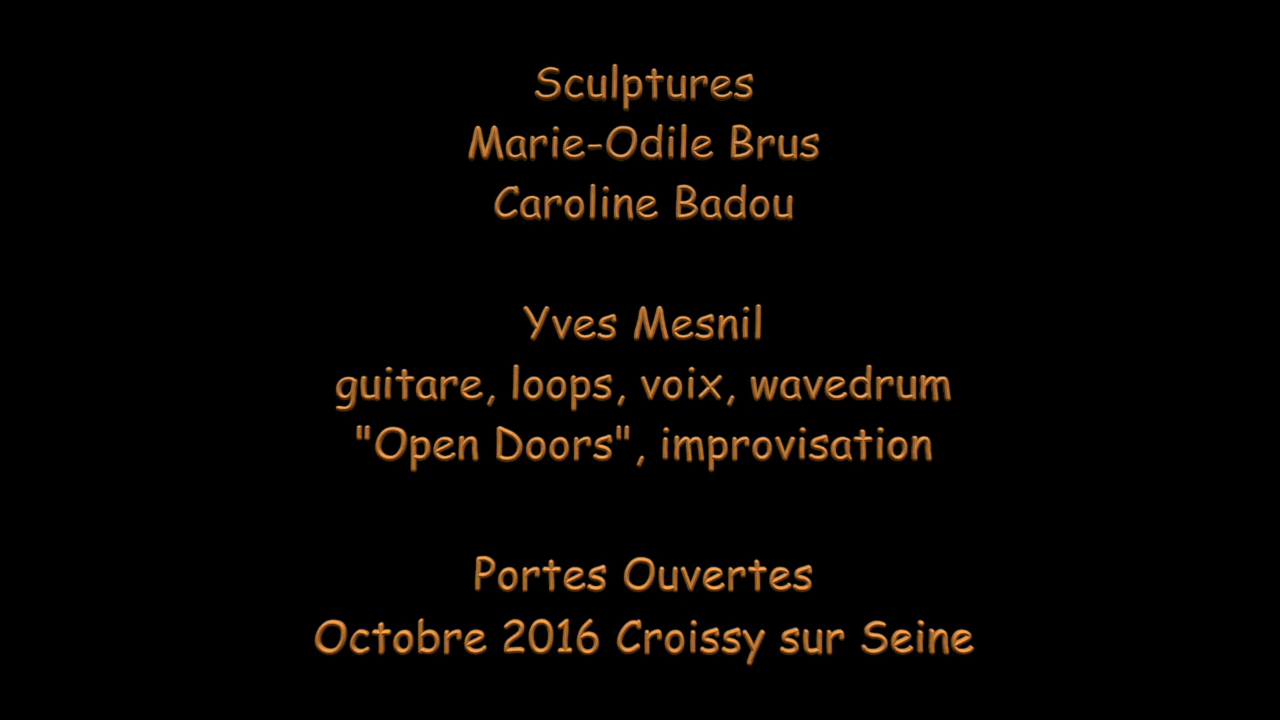 Sculptures
Marie-Odile Brus
Caroline Badou
Yves Mesnil
guitare, loops, voix, wavedrum
"Open Doors", improvisation
Portes Ouvertes
Octobre 2016 Croissy sur Seine